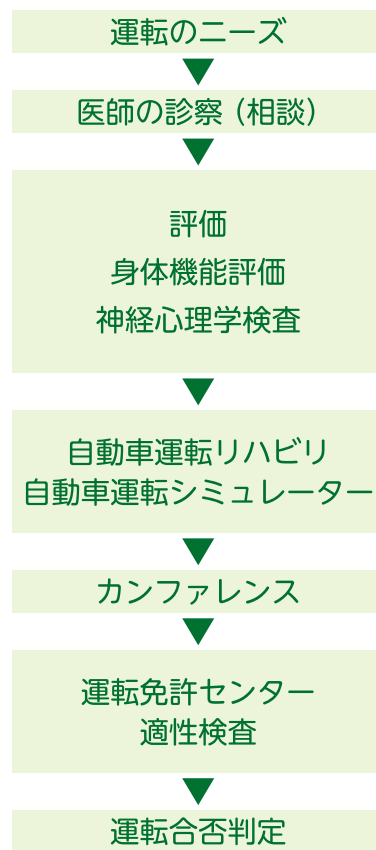 運転のニーズ
医師の診察（相談）
評価
身体機能評価
神経心理学検査
自動車運転リハビリ
自動車運転シミュレーター
カンファレンス
運転免許センター
適性検査
運転合否判定